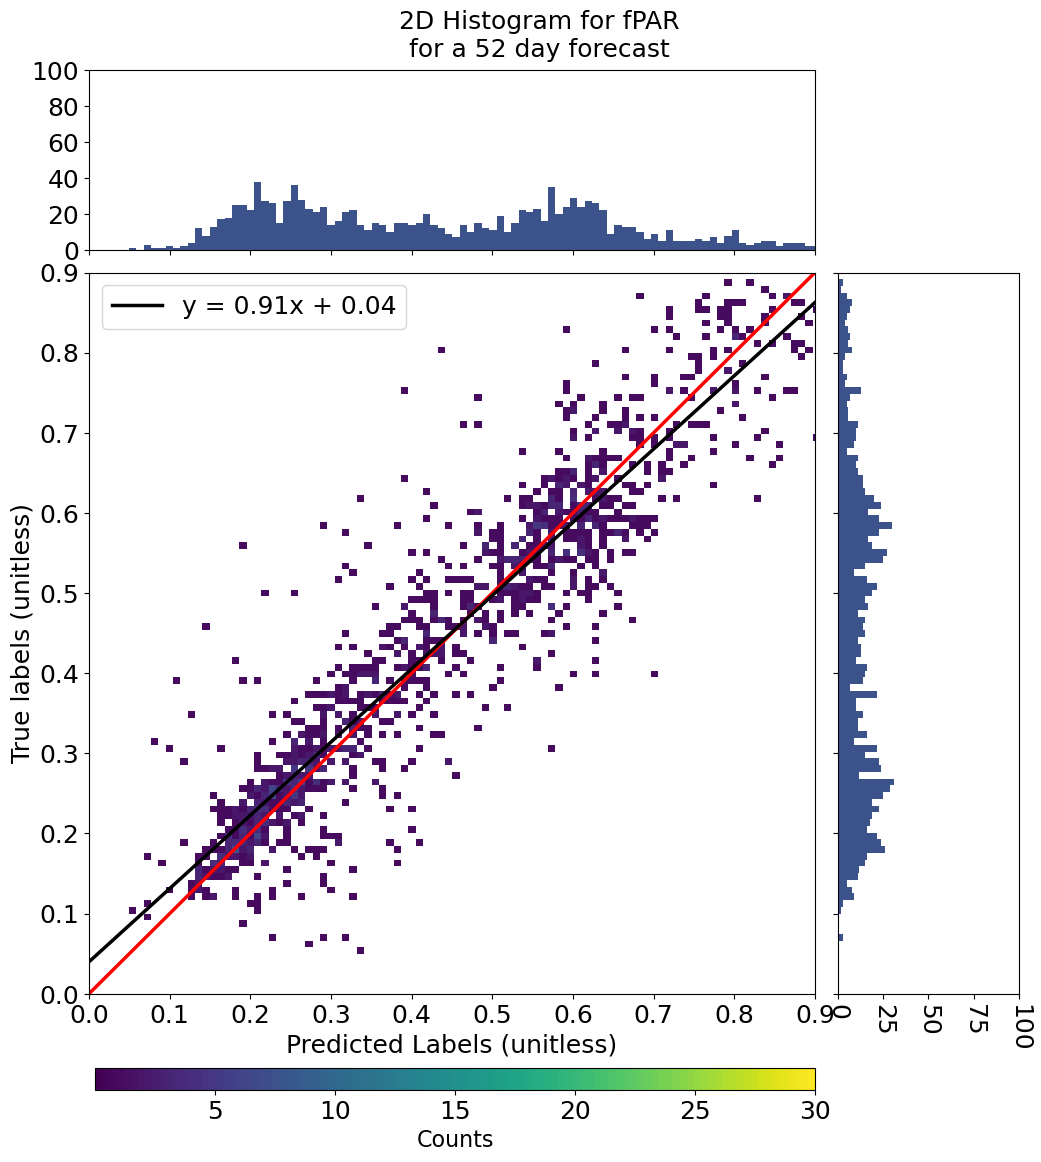 2D Histogram for fPAR
for a 52 day forecast
100
80
60
40
20
0
0.9
0.8
0.7
0.6
0.5
0.4
0.3
0.2
0.1
0.0
True labels (unitless)
y = 0.91x + 0.04
0.0 0.1 0.2 0.3 0.4 0.5 0.6 0.7 0.8 0.9
Predicted Labels (unitless)
0 25 50 75 100
5 10 15 20 25 30
Counts